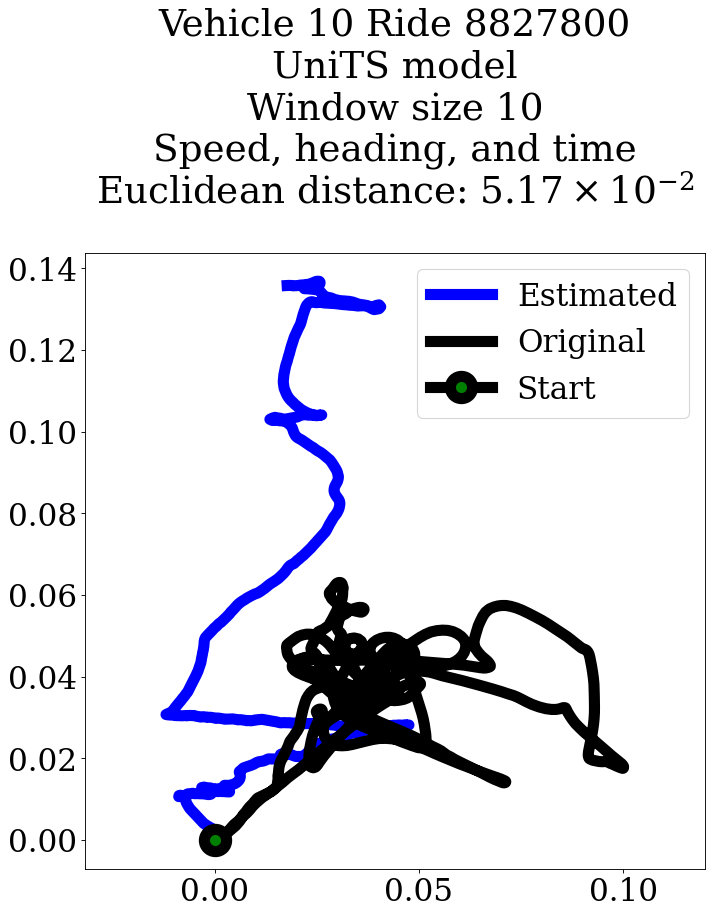 Vehicle 10 Ride 8827800
UniTS model
Window size 10
Speed, heading, and time
Euclidean distance: 5.17 × 10⁻²
0.14
0.12
0.10
0.08
0.06
0.04
0.02
0.00
Estimated
Original
Start
0.00 0.05 0.10